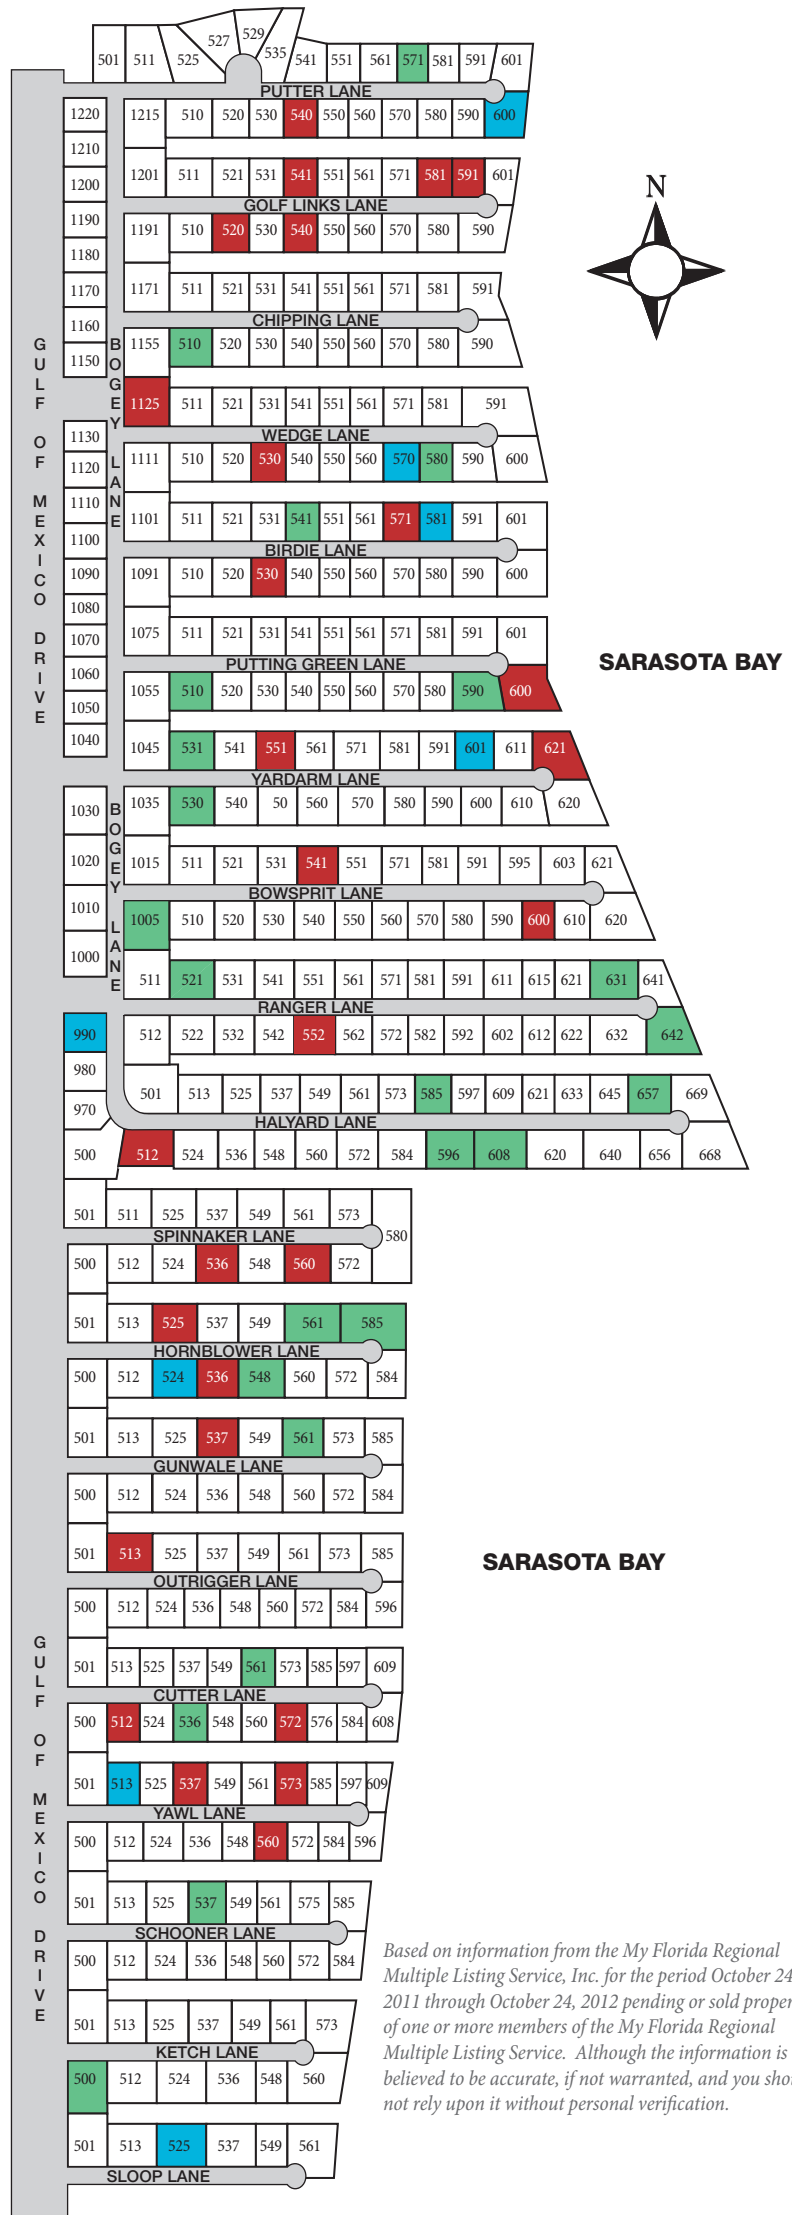 501 511 525 527 529 535 541 551 561 571 581 591 601
PUTTER LANE
1220 1215 510 520 530 540 550 560 570 580 590 600
1210
1200 1201 511 521 531 541 551 561 571 581 591 601
GOLF LINKS LANE
1190 1191 510 520 530 540 550 560 570 580 590
1180
1170 1171 511 521 531 541 551 561 571 581 591
CHIPPING LANE
1160
1150 1155 510 520 530 540 550 560 570 580 590
1125 511 521 531 541 551 561 571 581 591
WEDGE LANE
1130
1120 1111 510 520 530 540 550 560 570 580 590 600
1110
1100 1101 511 521 531 541 551 561 571 581 591 601
BIRDIE LANE
1090 1091 510 520 530 540 550 560 570 580 590 600
1080
1070 1075 511 521 531 541 551 561 571 581 591 601
PUTTING GREEN LANE
1060
1050 1055 510 520 530 540 550 560 570 580 590 600
1040 1045 531 541 551 561 571 581 591 601 611 621
YARDARM LANE
1030 1035 530 540 50 560 570 580 590 600 610 620
1020 1015 511 521 531 541 551 571 581 591 595 603 621
BOWSPRIT LANE
1010 1005 510 520 530 540 550 560 570 580 590 600 610 620
1000 511 521 531 541 551 561 571 581 591 611 615 621 631 641
RANGER LANE
990 512 522 532 542 552 562 572 582 592 602 612 622 632 642
980
970 501 513 525 537 549 561 573 585 597 609 621 633 645 657 669
HALYARD LANE
500 512 524 536 548 560 572 584 596 608 620 640 656 668
501 511 525 537 549 561 573 580
SPINNAKER LANE
500 512 524 536 548 560 572
501 513 525 537 549 561 585
HORNBLOWER LANE
500 512 524 536 548 560 572 584
501 513 525 537 549 561 573 585
GUNWALE LANE
500 512 524 536 548 560 572 584
501 513 525 537 549 561 573 585
OUTRIGGER LANE
500 512 524 536 548 560 572 584 596
501 513 525 537 549 561 573 585 597 609
CUTTER LANE
500 512 524 536 548 560 572 576 584 608
501 513 525 537 549 561 573 585 597 609
YAWL LANE
500 512 524 536 548 560 572 584 596
501 513 525 537 549 561 575 585
SCHOONER LANE
500 512 524 536 548 560 572 584
501 513 525 537 549 561 573
KETCH LANE
500 512 524 536 548 560
501 513 525 537 549 561
SLOOP LANE
GULF OF MEXICO DRIVE
BOGEY LANE
BOGEY LANE
GULF OF MEXICO DRIVE
N
SARASOTA BAY
SARASOTA BAY
Based on information from the My Florida Regional
Multiple Listing Service, Inc. for the period October 24
2011 through October 24, 2012 pending or sold proper
of one or more members of the My Florida Regional
Multiple Listing Service. Although the information is
believed to be accurate, if not warranted, and you shou
not rely upon it without personal verification.